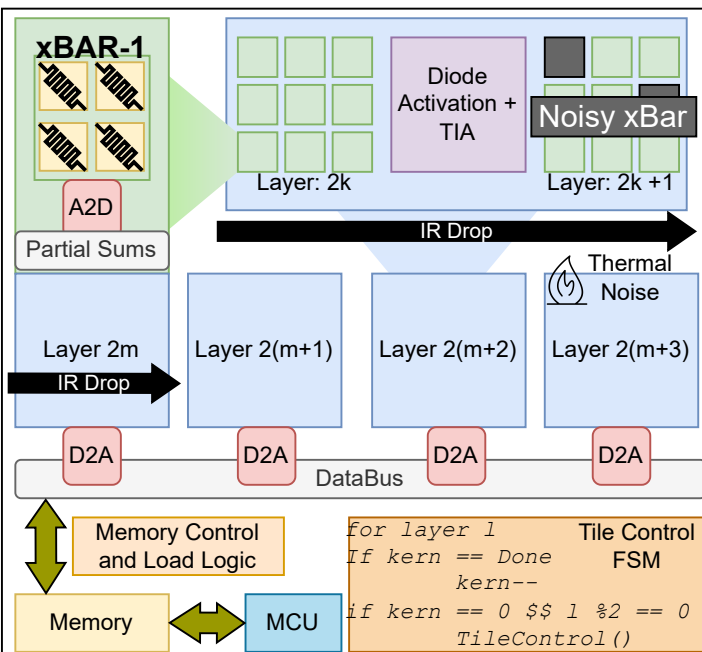 xBAR-1
A2D
Partial Sums
Diode
Activation +
TIA
Noisy xBar
Layer: 2k
Layer: 2k +1
IR Drop
Thermal
Noise
Layer 2m
Layer 2(m+1)
Layer 2(m+2)
Layer 2(m+3)
IR Drop
D2A
D2A
D2A
D2A
DataBus
Memory Control
and Load Logic
Memory
MCU
for layer l
If kern == Done
kern--
if kern == 0 $$ l %2 == 0
TileControl()
Tile Control
FSM